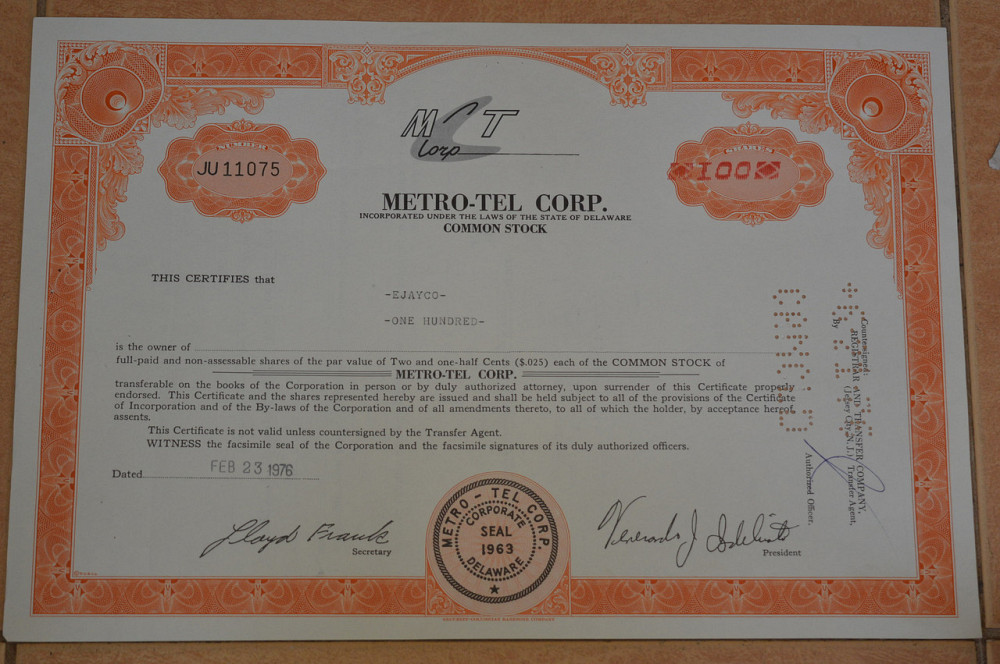 MCT
Corp
NUMBER
JU11075
SHARES
100
METRO-TEL CORP.
INCORPORATED UNDER THE LAWS OF THE STATE OF DELAWARE
COMMON STOCK
THIS CERTIFIES that
-EJAYCO-
-ONE HUNDRED-
is the owner of
full-paid and non-assessable shares of the par value of Two and one-half Cents ($.025) each of the COMMON STOCK of
METRO-TEL CORP.
transferable on the books of the Corporation in person or by duly authorized attorney, upon surrender of this Certificate properly
endorsed. This Certificate and the shares represented hereby are issued and shall be held subject to all of the provisions of the Certificate
of Incorporation and of the By-laws of the Corporation and of all amendments thereto, to all of which the holder, by acceptance hereof,
assents.
This Certificate is not valid unless countersigned by the Transfer Agent.
WITNESS the facsimile seal of the Corporation and the facsimile signatures of its duly authorized officers.
Dated FEB 23 1976
Countersigned:
REGISTRAR AND TRANSFER COMPANY,
(Jersey City, N.J.) Transfer Agent,
By
Authorized Officer.
CANCELLED
Lloyd Frank
Secretary
METRO-TEL CORP.
CORPORATE
SEAL
1963
DELAWARE
President